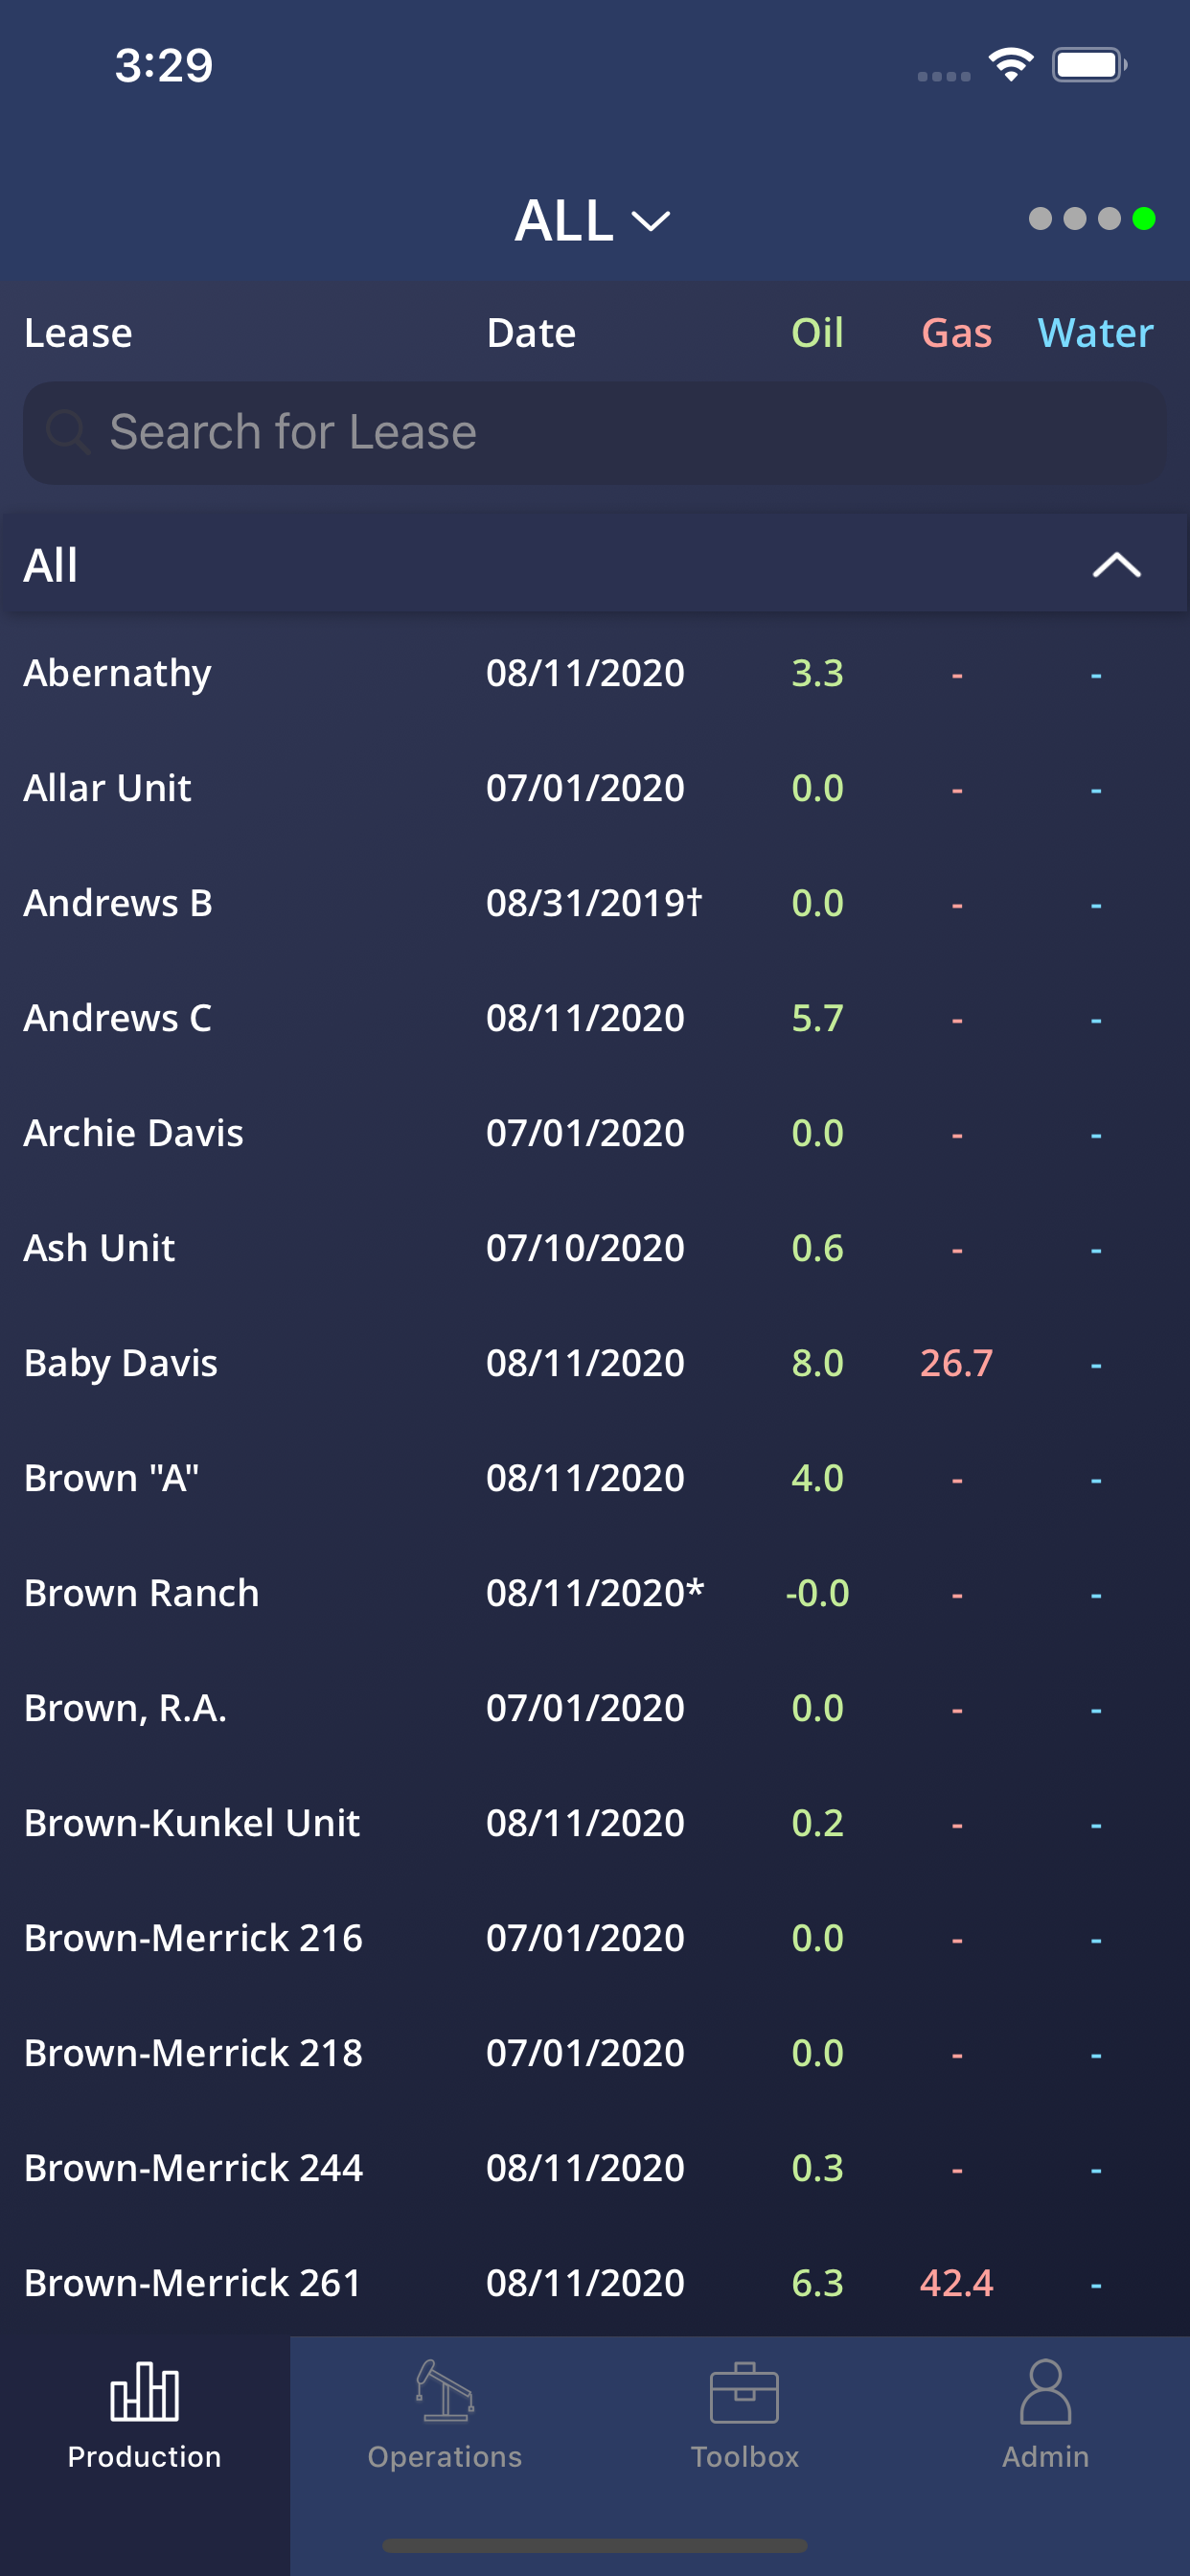 3:29
ALL
Lease Date Oil Gas Water
Search for Lease
All
Abernathy 08/11/2020 3.3 - -
Allar Unit 07/01/2020 0.0 - -
Andrews B 08/31/2019† 0.0 - -
Andrews C 08/11/2020 5.7 - -
Archie Davis 07/01/2020 0.0 - -
Ash Unit 07/10/2020 0.6 - -
Baby Davis 08/11/2020 8.0 26.7 -
Brown "A" 08/11/2020 4.0 - -
Brown Ranch 08/11/2020* -0.0 - -
Brown, R.A. 07/01/2020 0.0 - -
Brown-Kunkel Unit 08/11/2020 0.2 - -
Brown-Merrick 216 07/01/2020 0.0 - -
Brown-Merrick 218 07/01/2020 0.0 - -
Brown-Merrick 244 08/11/2020 0.3 - -
Brown-Merrick 261 08/11/2020 6.3 42.4 -
Production Operations Toolbox Admin